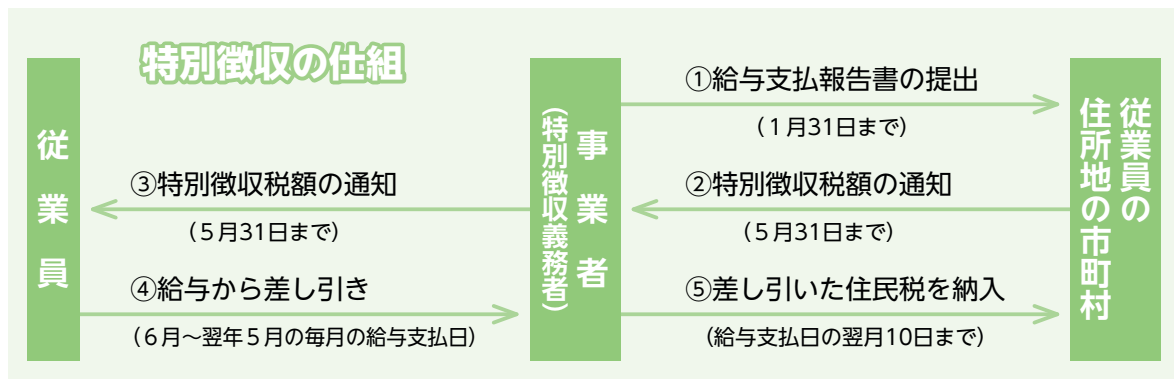 特別徴収の仕組
従業員
事業者
(特別徴収義務者)
従業員の
住所地の市町村
①給与支払報告書の提出
（１月31日まで）
②特別徴収税額の通知
（５月31日まで）
③特別徴収税額の通知
（５月31日まで）
④給与から差し引き
（６月〜翌年５月の毎月の給与支払日）
⑤差し引いた住民税を納入
（給与支払日の翌月10日まで）